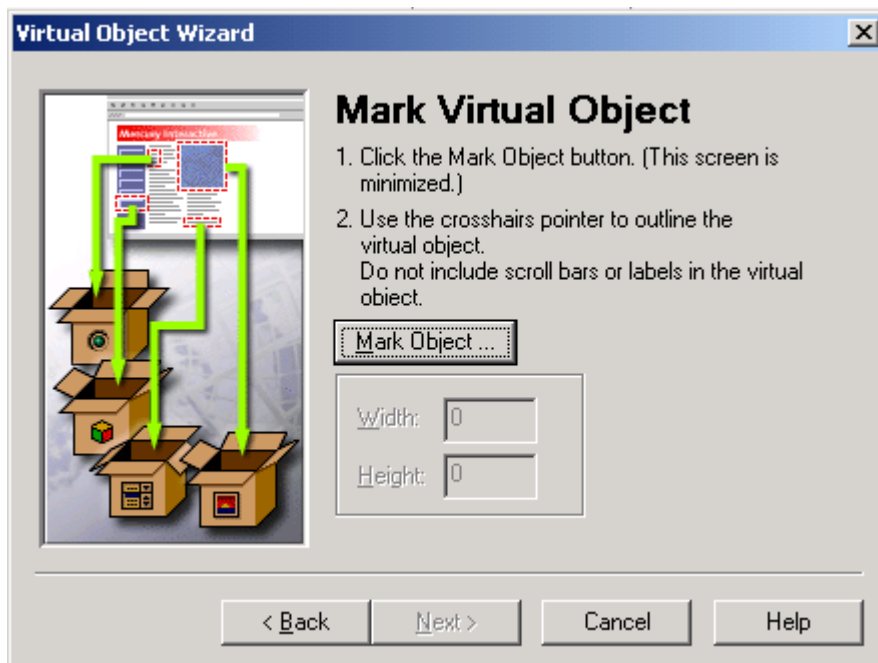 Virtual Object Wizard
Mercury Interactive
Mark Virtual Object
1. Click the Mark Object button. (This screen is
minimized.)
2. Use the crosshairs pointer to outline the
virtual object.
Do not include scroll bars or labels in the virtual
object.
Mark Object ...
Width: 0
Height: 0
< Back Next > Cancel Help